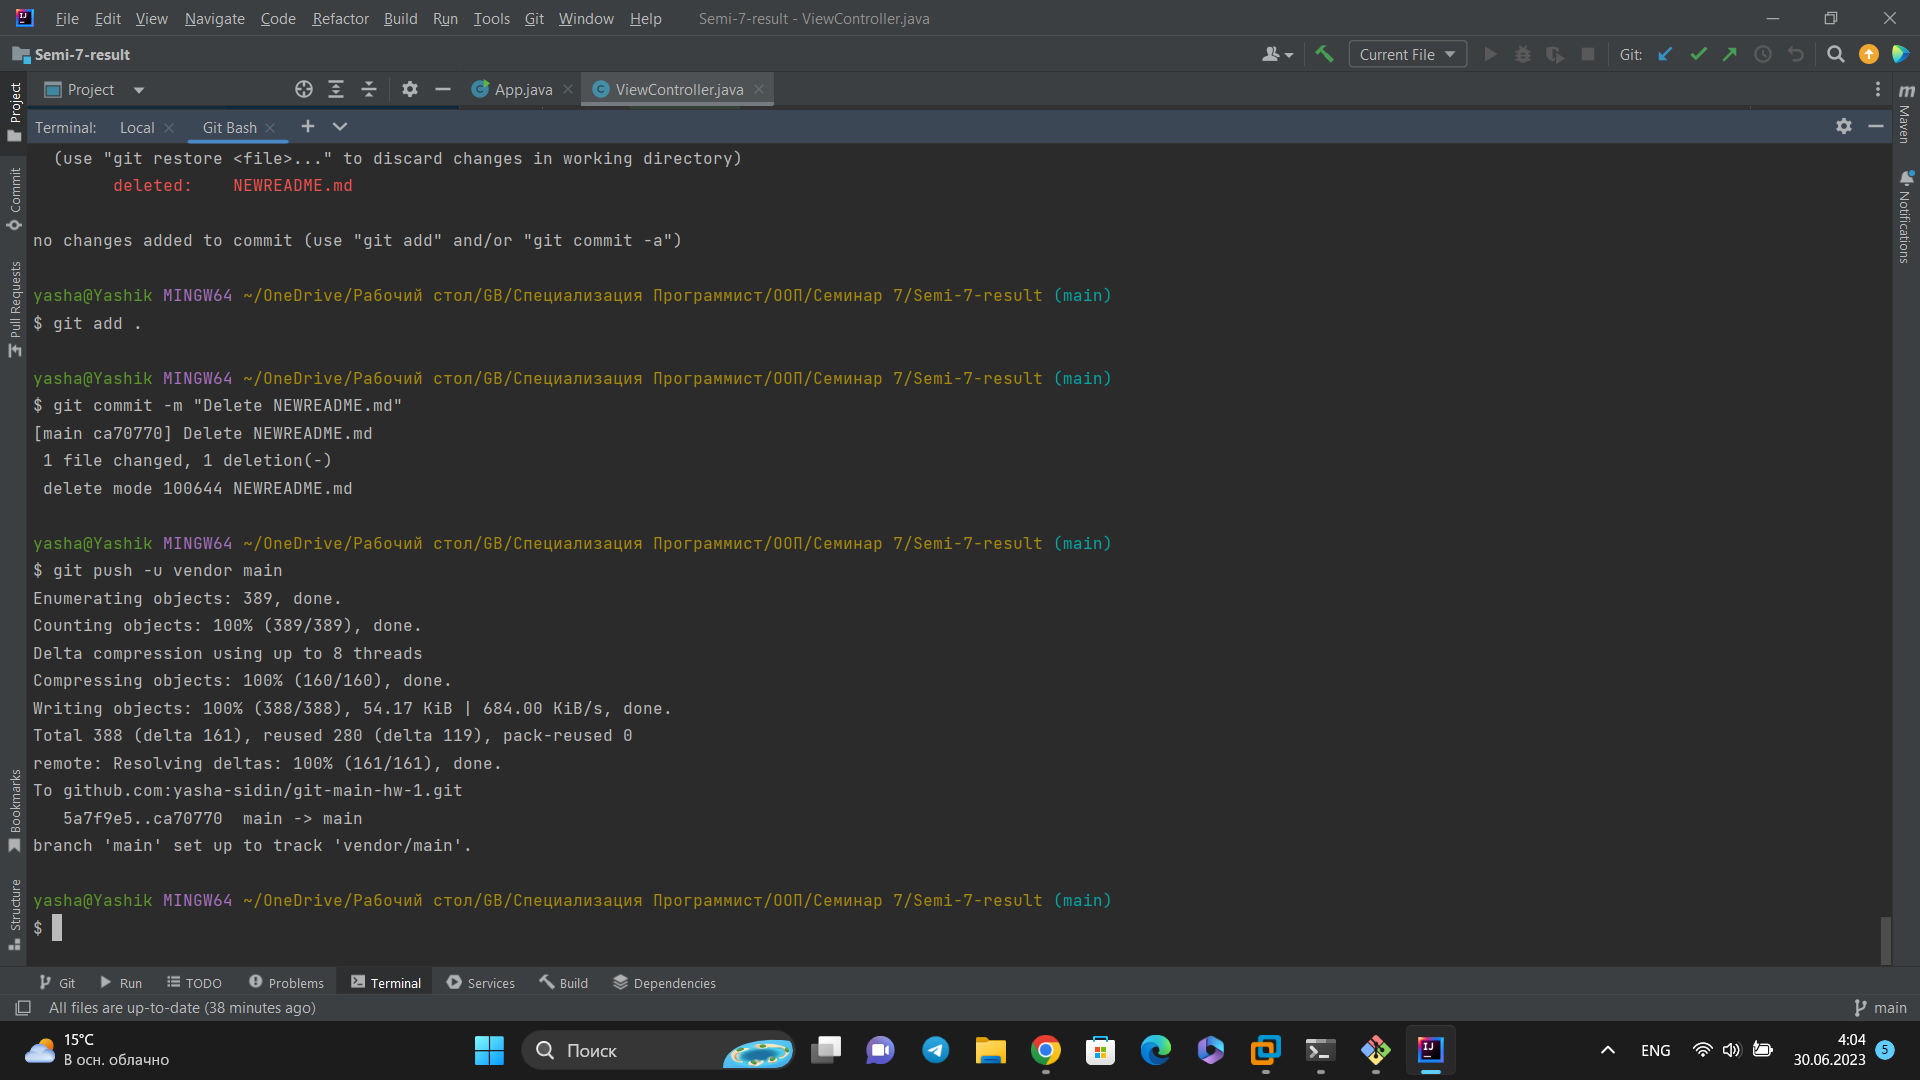 File Edit View Navigate Code Refactor Build Run Tools Git Window Help Semi-7-result - ViewController.java
Semi-7-result Current File Git:
Project App.java ViewController.java
Terminal: Local Git Bash
(use "git restore <file>..." to discard changes in working directory)
deleted: NEWREADME.md
no changes added to commit (use "git add" and/or "git commit -a")
yasha@Yashik MINGW64 ~/OneDrive/Рабочий стол/GB/Специализация Программист/ООП/Семинар 7/Semi-7-result (main)
$ git add .
yasha@Yashik MINGW64 ~/OneDrive/Рабочий стол/GB/Специализация Программист/ООП/Семинар 7/Semi-7-result (main)
$ git commit -m "Delete NEWREADME.md"
[main ca70770] Delete NEWREADME.md
1 file changed, 1 deletion(-)
delete mode 100644 NEWREADME.md
yasha@Yashik MINGW64 ~/OneDrive/Рабочий стол/GB/Специализация Программист/ООП/Семинар 7/Semi-7-result (main)
$ git push -u vendor main
Enumerating objects: 389, done.
Counting objects: 100% (389/389), done.
Delta compression using up to 8 threads
Compressing objects: 100% (160/160), done.
Writing objects: 100% (388/388), 54.17 KiB | 684.00 KiB/s, done.
Total 388 (delta 161), reused 280 (delta 119), pack-reused 0
remote: Resolving deltas: 100% (161/161), done.
To github.com:yasha-sidin/git-main-hw-1.git
5a7f9e5..ca70770 main -> main
branch 'main' set up to track 'vendor/main'.
yasha@Yashik MINGW64 ~/OneDrive/Рабочий стол/GB/Специализация Программист/ООП/Семинар 7/Semi-7-result (main)
$
Project
Commit
Pull Requests
Bookmarks
Structure
Maven
Notifications
Git Run TODO Problems Terminal Services Build Dependencies
All files are up-to-date (38 minutes ago) main
15°C
В осн. облачно
Поиск
ENG
4:04
30.06.2023
5